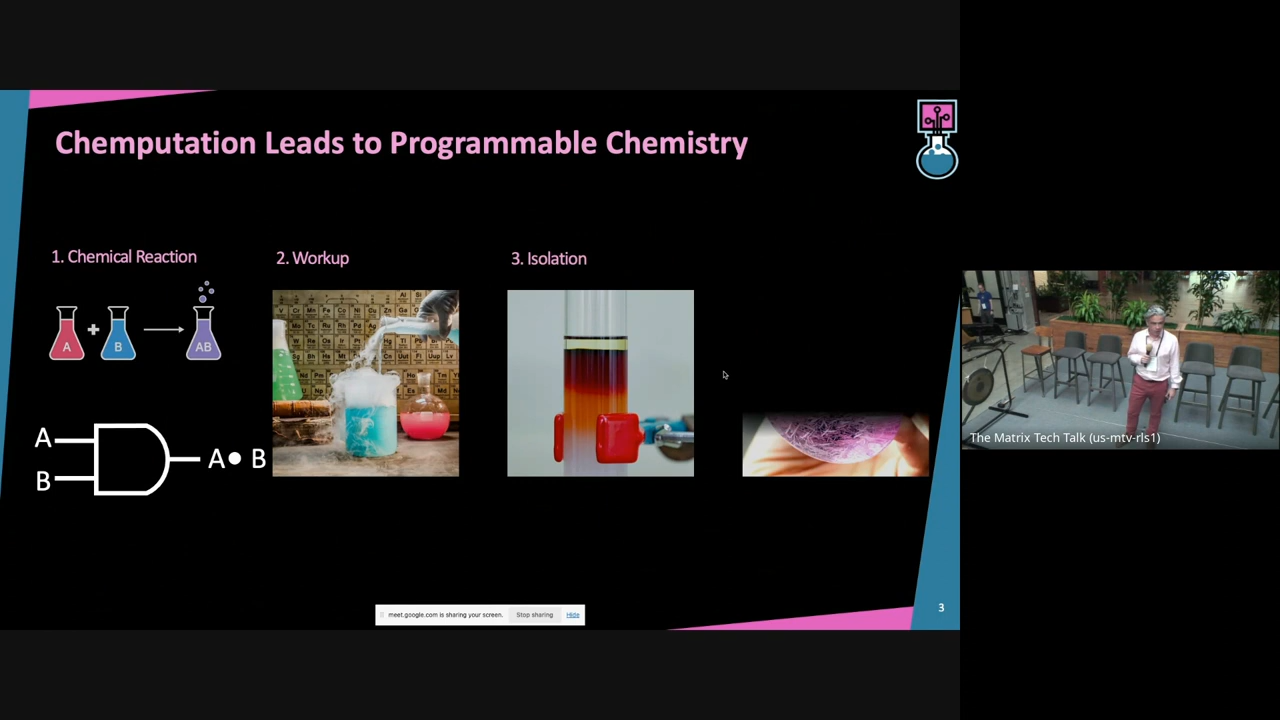 Chemputation Leads to Programmable Chemistry
1. Chemical Reaction
2. Workup
3. Isolation
A
B
AB
A
B
A● B
meet.google.com is sharing your screen.
Stop sharing
Hide
3
The Matrix Tech Talk (us-mtv-rls1)